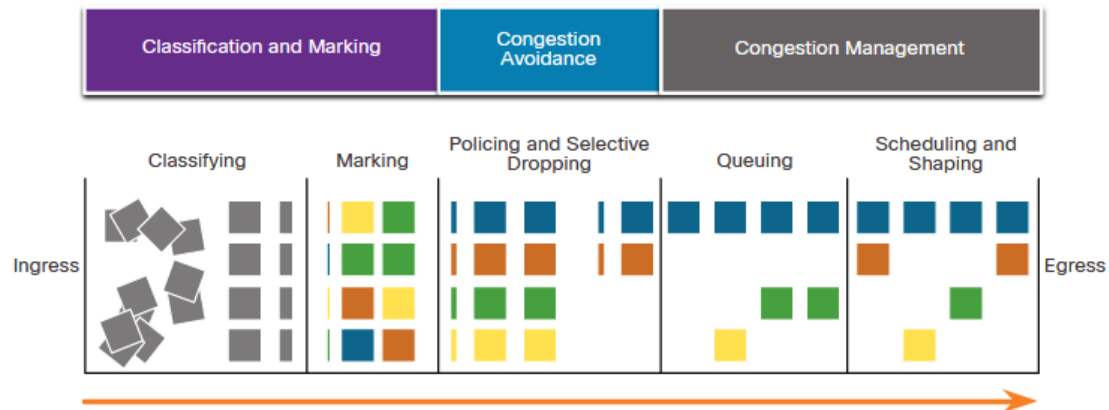 Classification and Marking
Congestion
Avoidance
Congestion Management
Classifying
Marking
Policing and Selective
Dropping
Queuing
Scheduling and
Shaping
Ingress
Egress